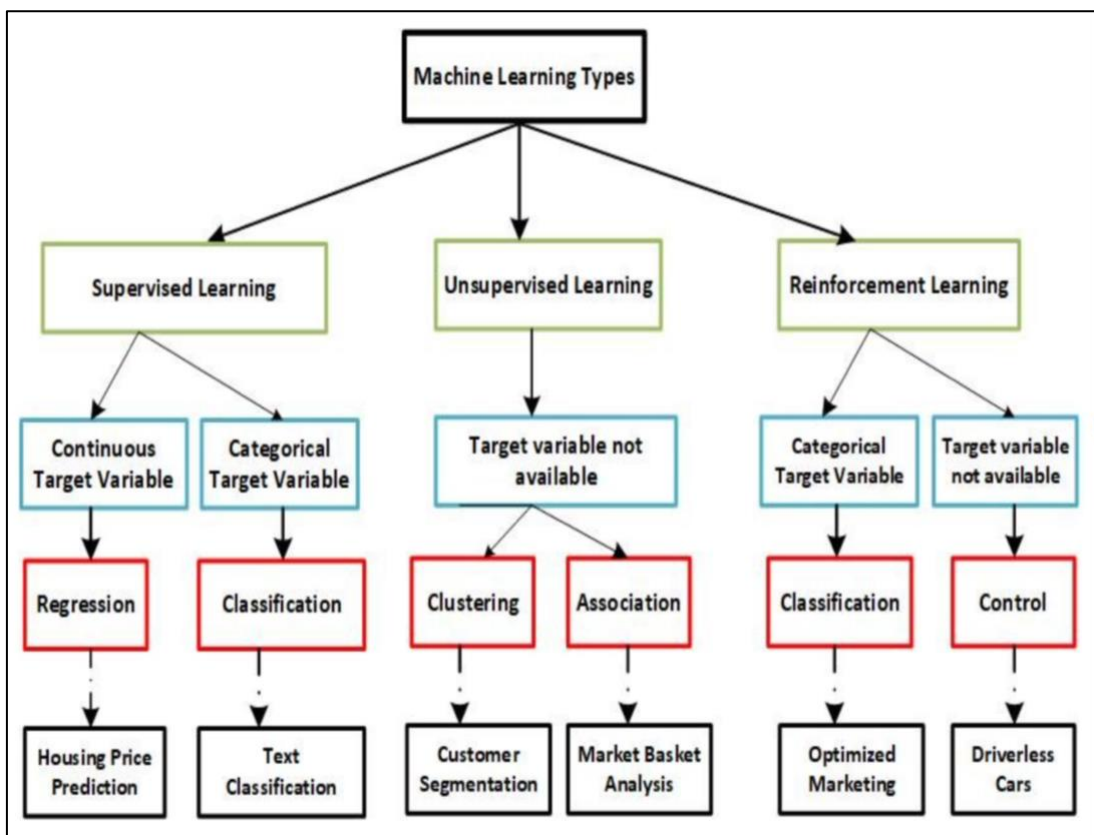 Machine Learning Types
Supervised Learning
Unsupervised Learning
Reinforcement Learning
Continuous
Target Variable
Categorical
Target Variable
Target variable not
available
Categorical
Target Variable
Target variable
not available
Regression
Classification
Clustering
Association
Classification
Control
Housing Price
Prediction
Text
Classification
Customer
Segmentation
Market Basket
Analysis
Optimized
Marketing
Driverless
Cars